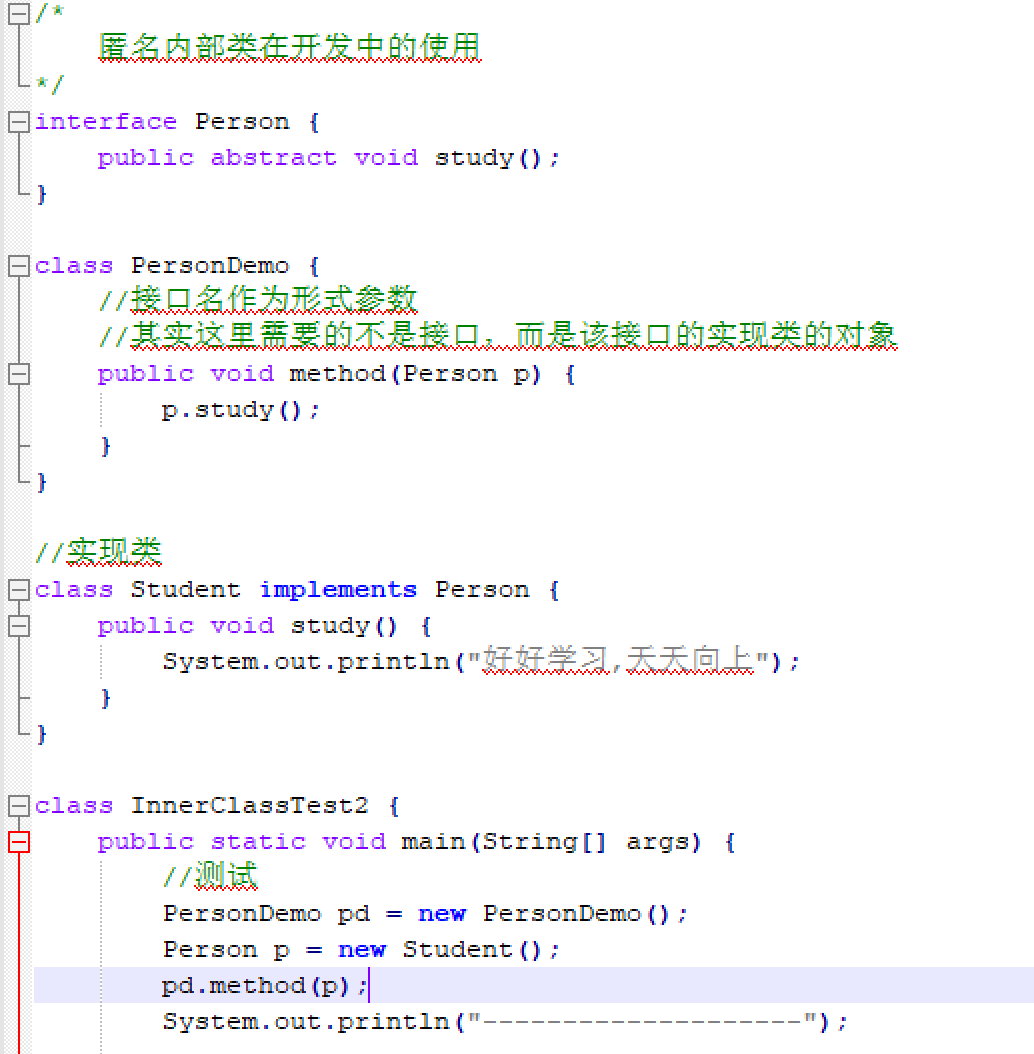 /*
    匿名内部类在开发中的使用
*/
interface Person {
    public abstract void study();
}
class PersonDemo {
    //接口名作为形式参数
    //其实这里需要的不是接口，而是该接口的实现类的对象
    public void method(Person p) {
        p.study();
    }
}
//实现类
class Student implements Person {
    public void study() {
        System.out.println("好好学习,天天向上");
    }
}
class InnerClassTest2 {
    public static void main(String[] args) {
        //测试
        PersonDemo pd = new PersonDemo();
        Person p = new Student();
        pd.method(p);
        System.out.println("--------------------");